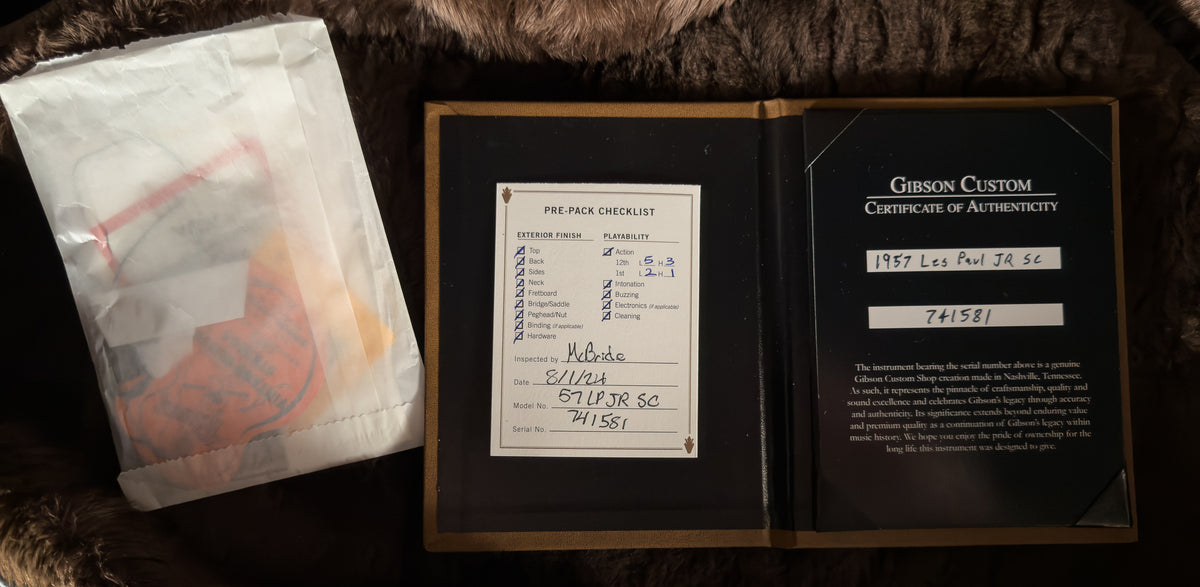 PRE-PACK CHECKLIST
EXTERIOR FINISH
Top
Back
Sides
Neck
Fretboard
Bridge/Saddle
Peghead/Nut
Binding (if applicable)
Hardware
PLAYABILITY
Action
12th L 5 H 3
1st L 2 H 1
Intonation
Buzzing
Electronics (if applicable)
Cleaning
Inspected by McBride
Date 8/1/24
Model No. 57 LP JR SC
Serial No. 741581
GIBSON CUSTOM
CERTIFICATE OF AUTHENTICITY
1957 Les Paul JR SC
741581
The instrument bearing the serial number above is a genuine
Gibson Custom Shop creation made in Nashville, Tennessee.
As such, it represents the pinnacle of craftsmanship, quality and
sound excellence and celebrates Gibson's legacy through accuracy
and authenticity. Its significance extends beyond enduring value
and premium quality as a continuation of Gibson's legacy within
music history. We hope you enjoy the pride of ownership for the
long life this instrument was designed to give.